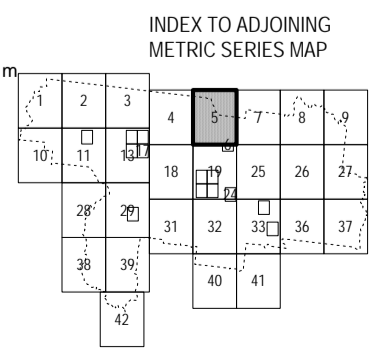 INDEX TO ADJOINING
METRIC SERIES MAP
m
1 2 3 4 5 7 8 9
6
10 11 13 17 18 19 25 26 27
24
28 29 31 32 33 36 37
38 39 40 41
42